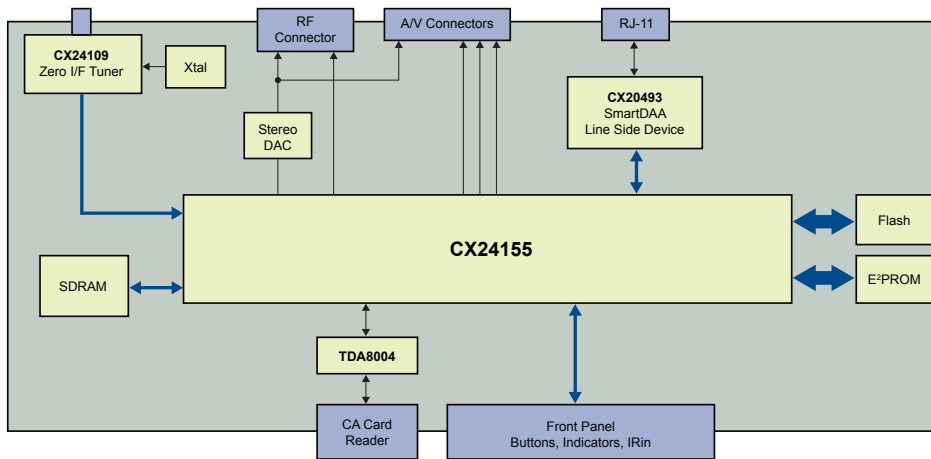 RF
Connector
A/V Connectors
RJ-11
CX24109
Zero I/F Tuner
Xtal
CX20493
SmartDAA
Line Side Device
Stereo
DAC
CX24155
Flash
SDRAM
E²PROM
TDA8004
CA Card
Reader
Front Panel
Buttons, Indicators, IRin